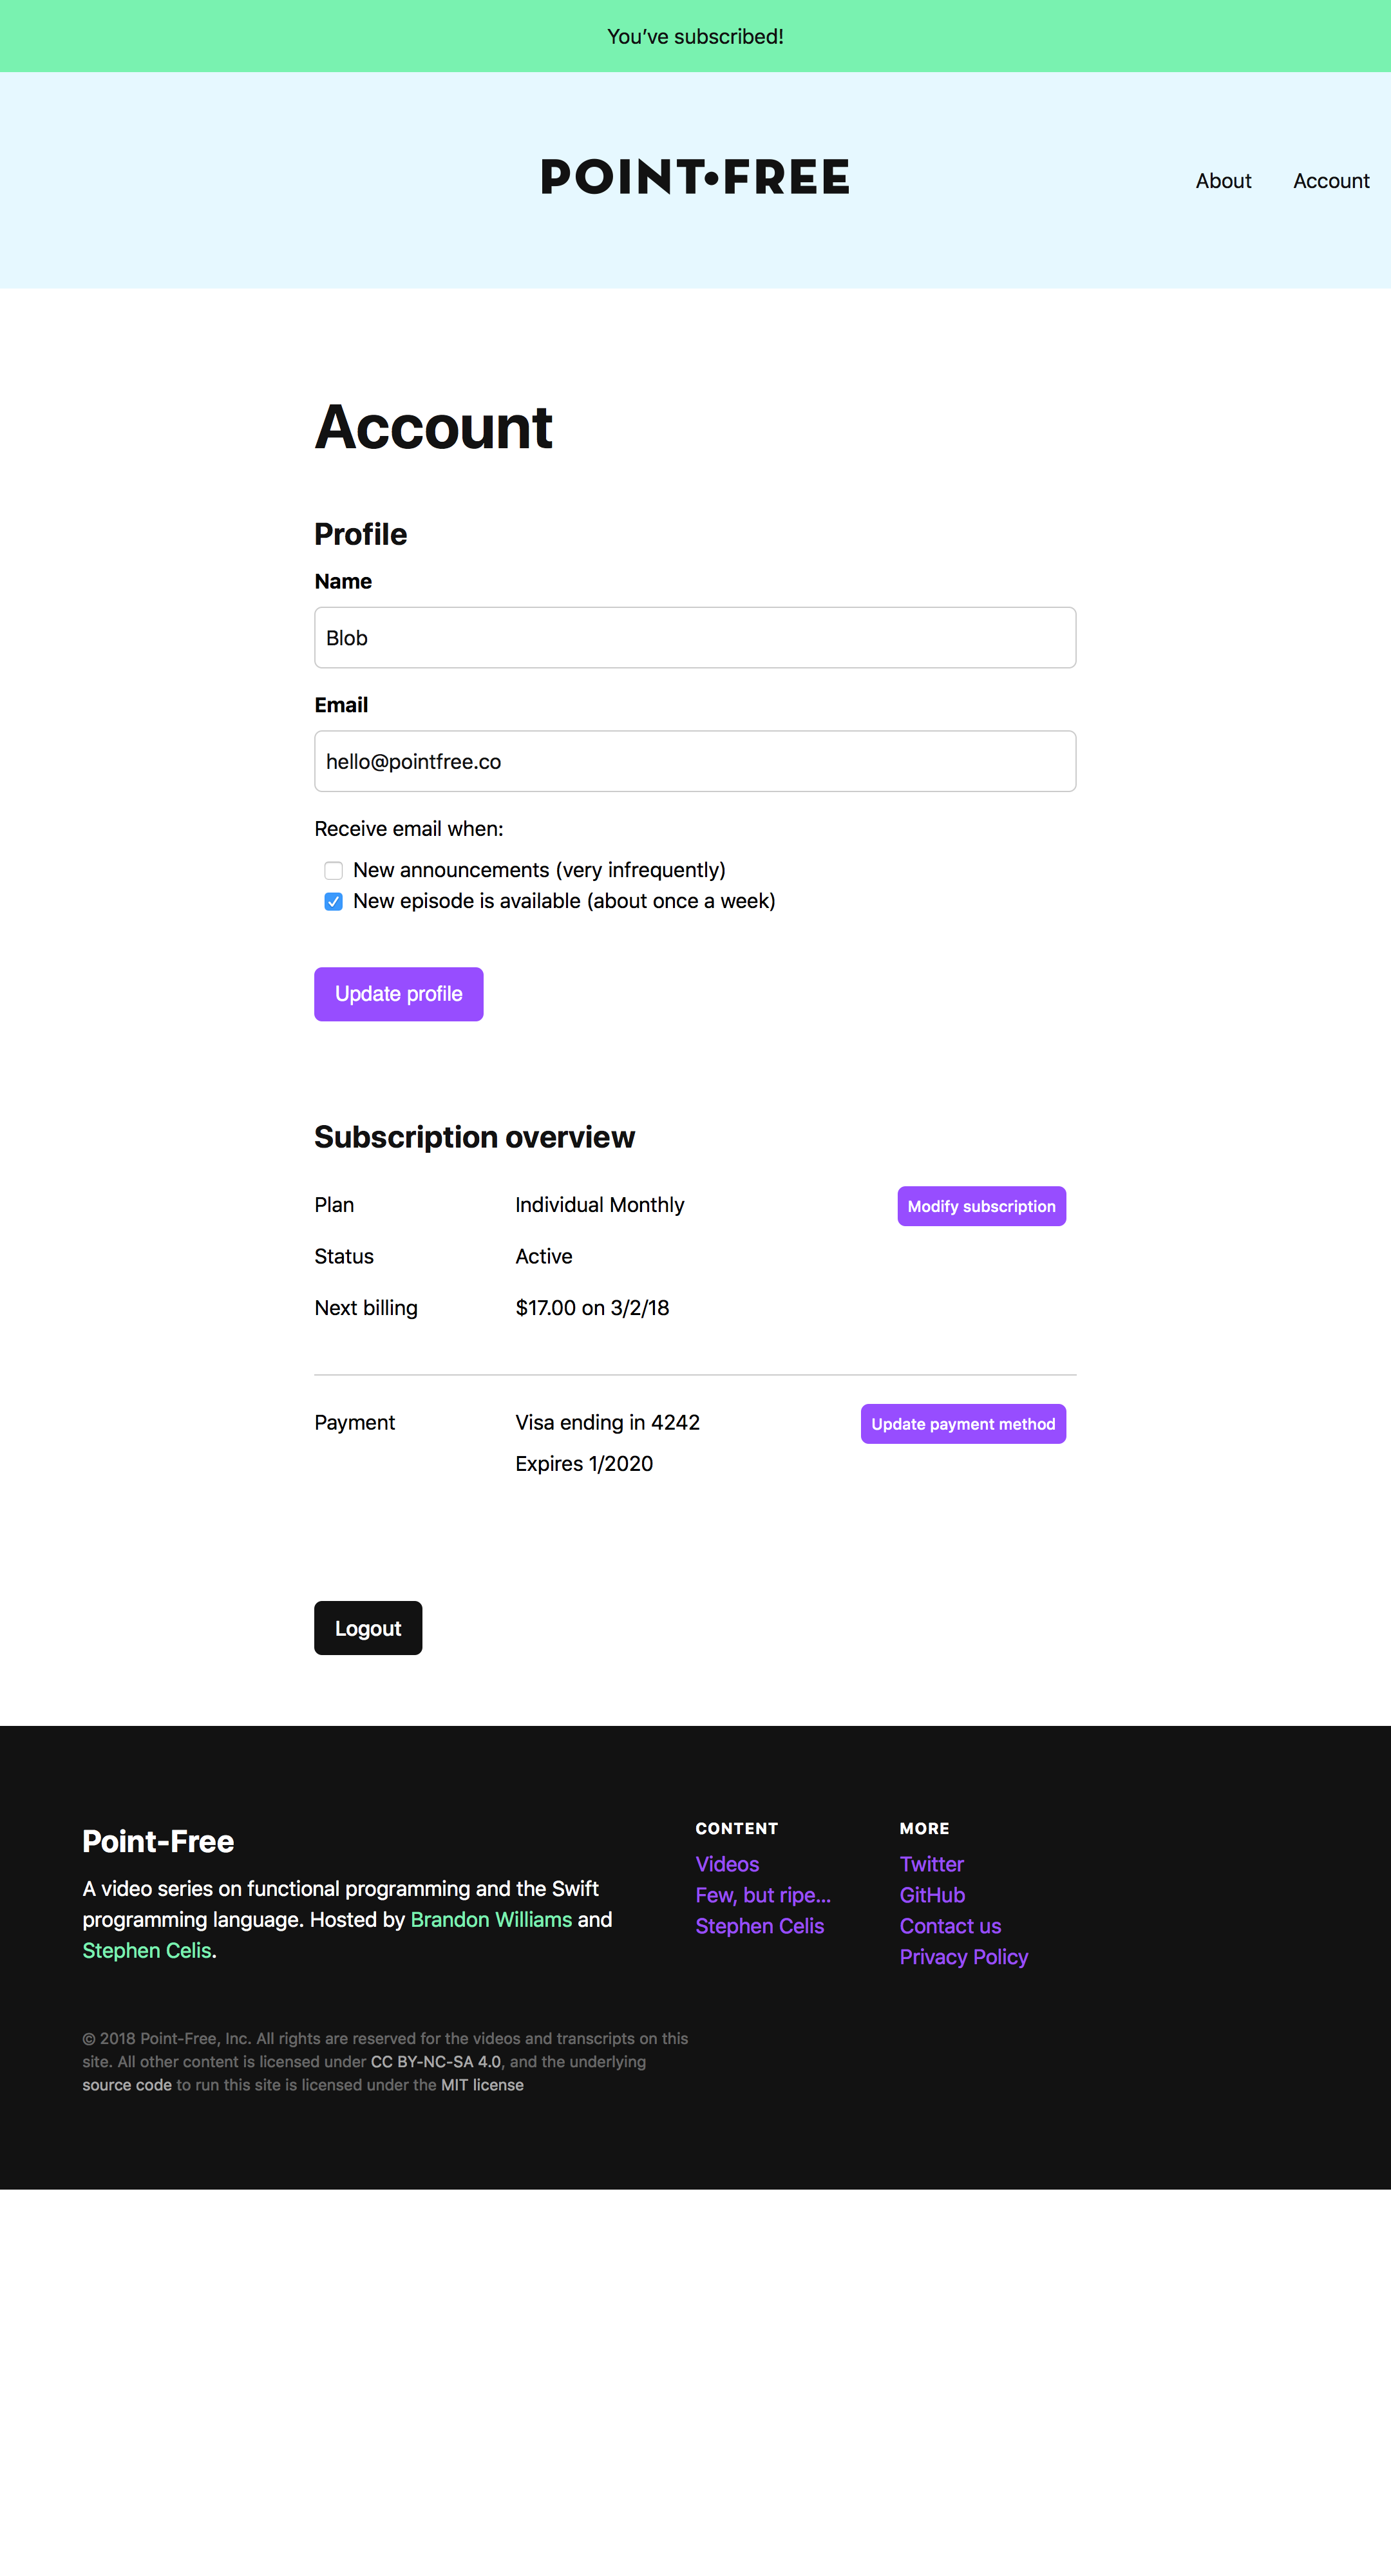 You’ve subscribed!
POINT•FREE
About
Account
Account
Profile
Name
Blob
Email
hello@pointfree.co
Receive email when:
New announcements (very infrequently)
New episode is available (about once a week)
Update profile
Subscription overview
Plan
Individual Monthly
Modify subscription
Status
Active
Next billing
$17.00 on 3/2/18
Payment
Visa ending in 4242
Update payment method
Expires 1/2020
Logout
Point-Free
A video series on functional programming and the Swift
programming language. Hosted by Brandon Williams and
Stephen Celis.
CONTENT
Videos
Few, but ripe...
Stephen Celis
MORE
Twitter
GitHub
Contact us
Privacy Policy
© 2018 Point-Free, Inc. All rights are reserved for the videos and transcripts on this
site. All other content is licensed under CC BY-NC-SA 4.0, and the underlying
source code to run this site is licensed under the MIT license